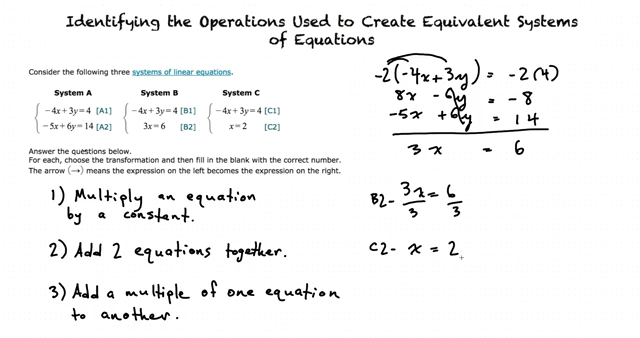 Identifying the Operations Used to Create Equivalent Systems
of Equations
Consider the following three systems of linear equations.
System A System B System C
−4x+3y=4 [A1] −4x+3y=4 [B1] −4x+3y=4 [C1]
−5x+6y=14 [A2] 3x=6 [B2] x=2 [C2]
Answer the questions below.
For each, choose the transformation and then fill in the blank with the correct number.
The arrow (→) means the expression on the left becomes the expression on the right.
1) Multiply an equation
by a constant.
2) Add 2 equations together.
3) Add a multiple of one equation
to another.
-2(-4x+3y) = -2(4)
8x - 6y = -8
-5x + 6y = 14
3x = 6
B2- 3x/3 = 6/3
C2- x = 2